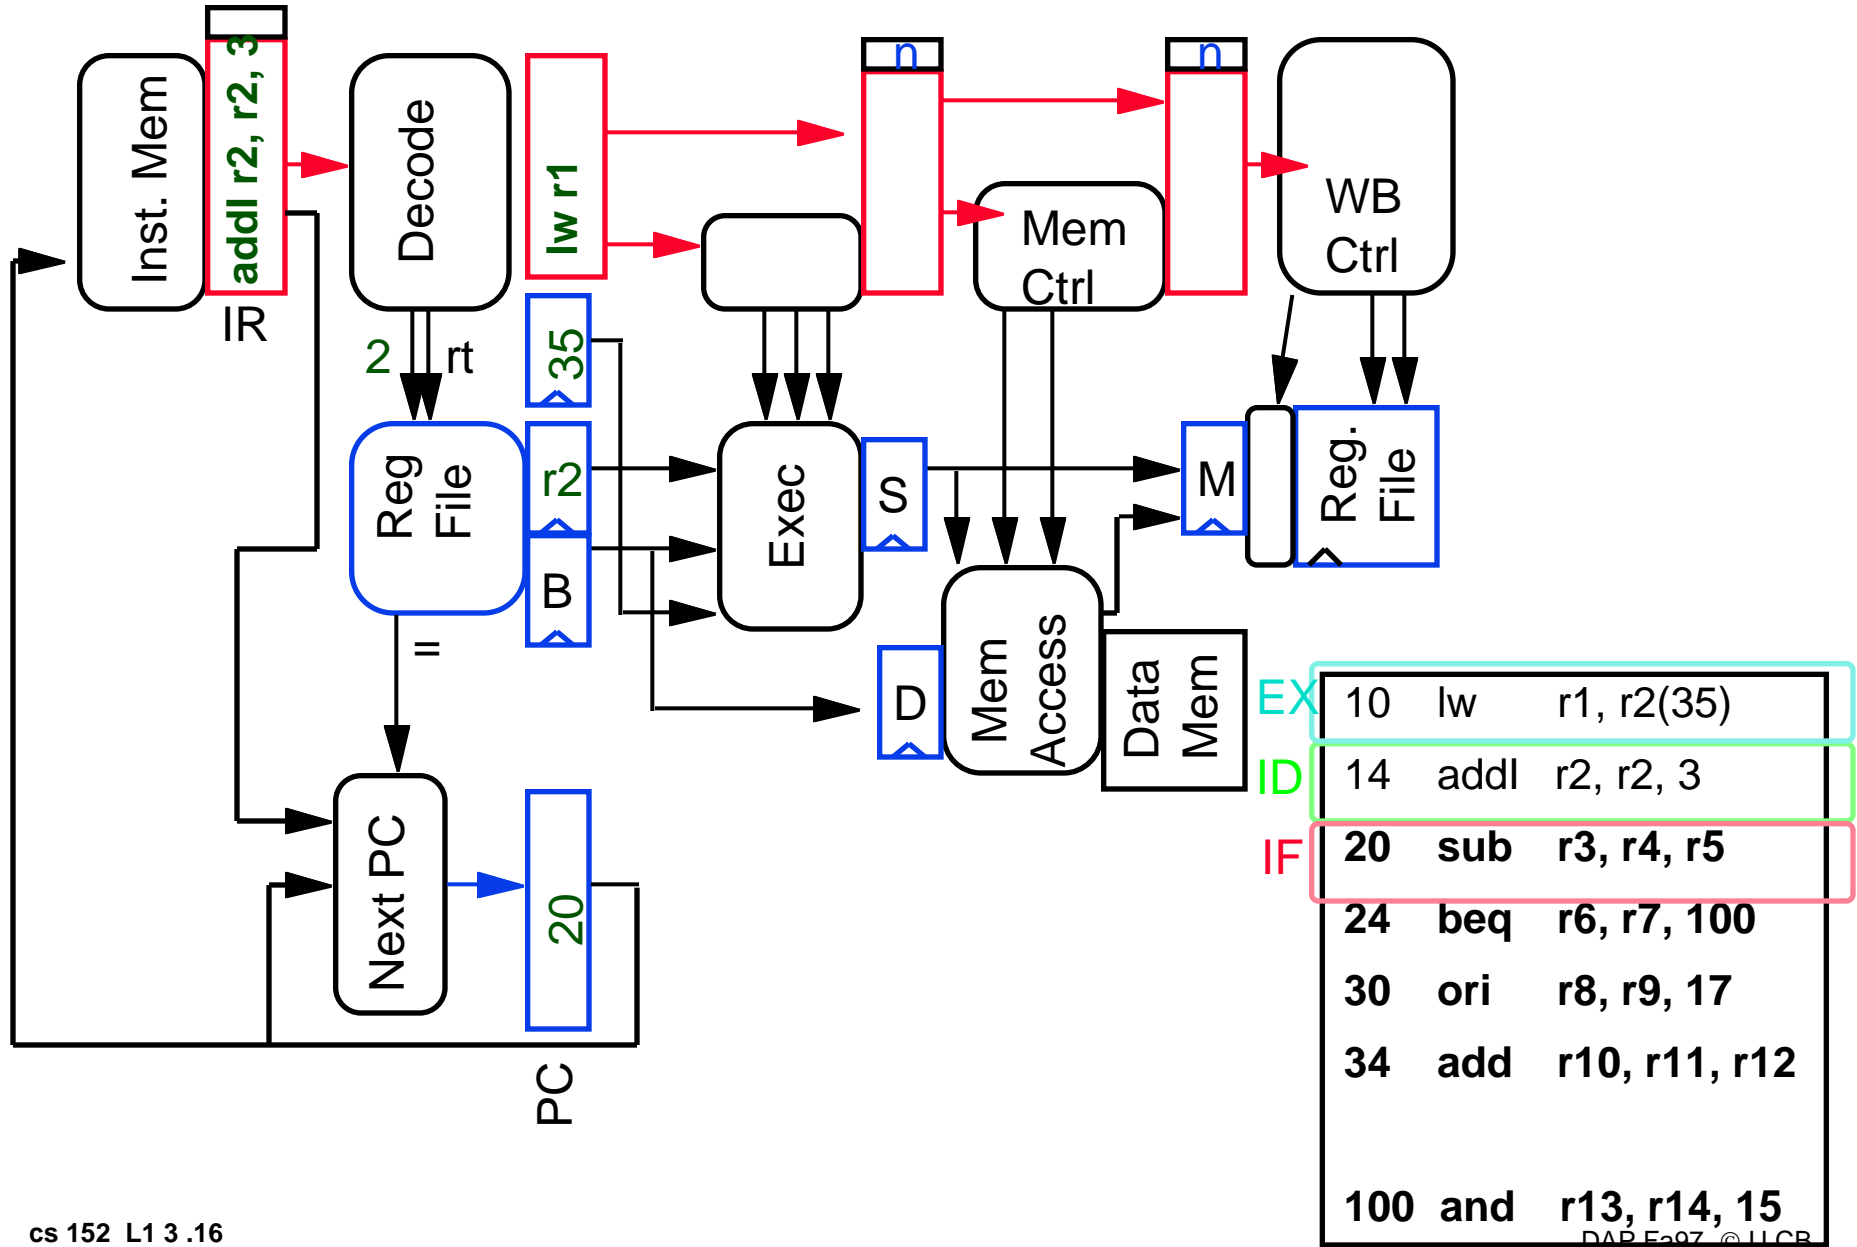 n
n
Inst. Mem
addI r2, r2, 3
IR
Decode
lw r1
Mem
Ctrl
WB
Ctrl
2
rt
35
Reg
File
r2
B
=
Exec
S
M
Reg.
File
D
Mem
Access
Data
Mem
Next PC
20
PC
EX
10 lw r1, r2(35)
ID
14 addI r2, r2, 3
IF
20 sub r3, r4, r5
24 beq r6, r7, 100
30 ori r8, r9, 17
34 add r10, r11, r12
100 and r13, r14, 15
cs 152 L1 3 .16
DAP Fa97, © U.CB